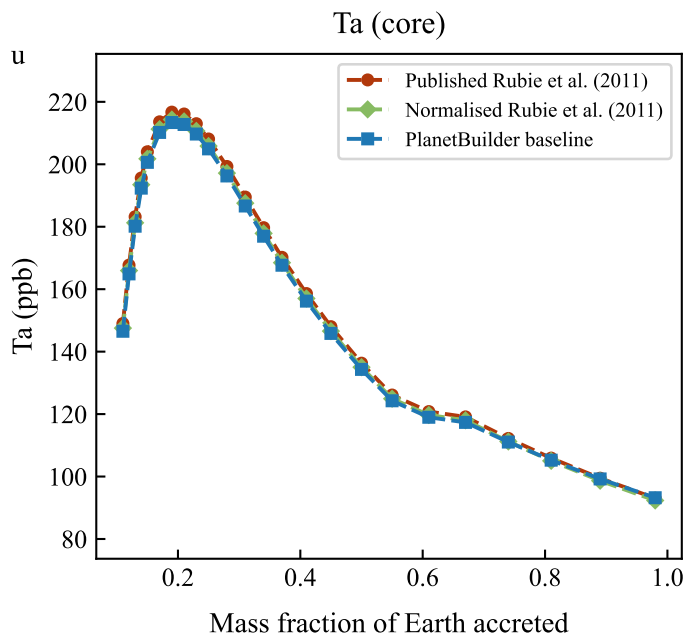 Ta (core)
u
Published Rubie et al. (2011)
Normalised Rubie et al. (2011)
PlanetBuilder baseline
220
200
180
160
140
120
100
80
Ta (ppb)
0.2
0.4
0.6
0.8
1.0
Mass fraction of Earth accreted